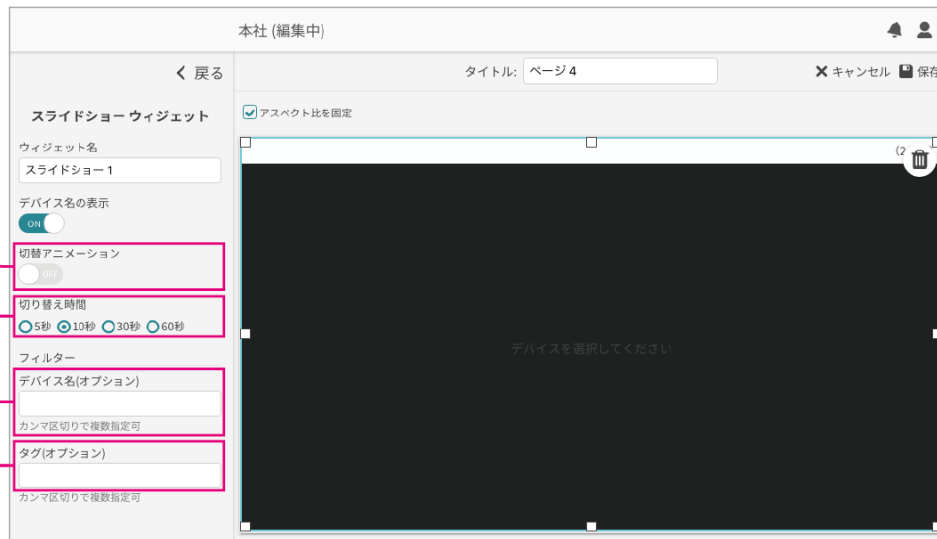 本社 (編集中)
戻る
タイトル: ページ 4
キャンセル 保存
スライドショー ウィジェット
アスペクト比を固定
ウィジェット名
スライドショー 1
(2
デバイス名の表示
ON
切替アニメーション
OFF
切り替え時間
5秒 10秒 30秒 60秒
フィルター
デバイス名(オプション)
カンマ区切りで複数指定可
タグ(オプション)
カンマ区切りで複数指定可
デバイスを選択してください